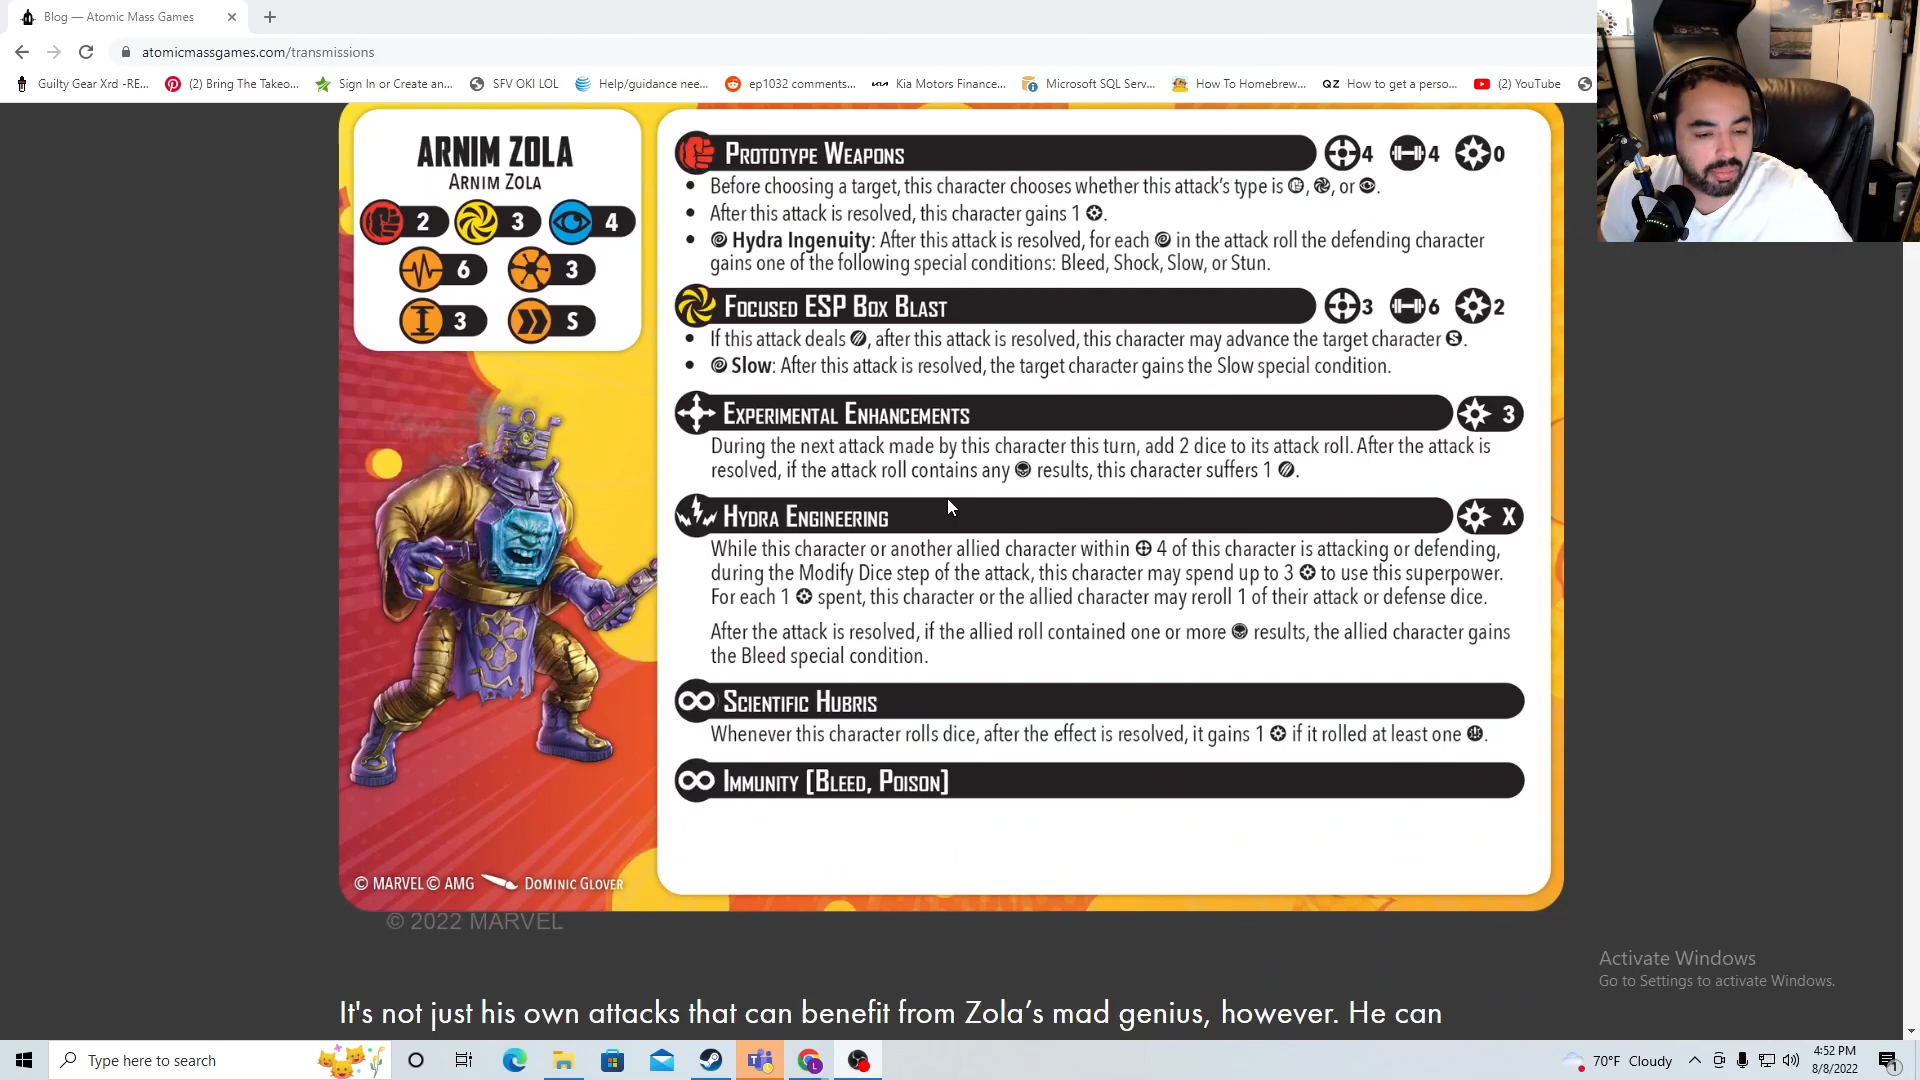 Blog — Atomic Mass Games
atomicmassgames.com/transmissions
Guilty Gear Xrd -RE... (2) Bring The Takeo... Sign In or Create an... SFV OKI LOL Help/guidance nee... ep1032 comments... Kia Motors Finance... Microsoft SQL Serv... How To Homebrew... QZ How to get a perso... (2) YouTube
ARNIM ZOLA
ARNIM ZOLA
2 3 4
6 3
3 S
PROTOTYPE WEAPONS 4 4 0
• Before choosing a target, this character chooses whether this attack's type is , , or .
• After this attack is resolved, this character gains 1 .
• Hydra Ingenuity: After this attack is resolved, for each in the attack roll the defending character
gains one of the following special conditions: Bleed, Shock, Slow, or Stun.
FOCUSED ESP BOX BLAST 3 6 2
• If this attack deals , after this attack is resolved, this character may advance the target character S.
• Slow: After this attack is resolved, the target character gains the Slow special condition.
EXPERIMENTAL ENHANCEMENTS 3
During the next attack made by this character this turn, add 2 dice to its attack roll. After the attack is
resolved, if the attack roll contains any results, this character suffers 1 .
HYDRA ENGINEERING X
While this character or another allied character within 4 of this character is attacking or defending,
during the Modify Dice step of the attack, this character may spend up to 3 to use this superpower.
For each 1 spent, this character or the allied character may reroll 1 of their attack or defense dice.
After the attack is resolved, if the allied roll contained one or more results, the allied character gains
the Bleed special condition.
SCIENTIFIC HUBRIS
Whenever this character rolls dice, after the effect is resolved, it gains 1 if it rolled at least one .
IMMUNITY [BLEED, POISON]
© MARVEL © AMG DOMINIC GLOVER
© 2022 MARVEL
It's not just his own attacks that can benefit from Zola's mad genius, however. He can
Activate Windows
Go to Settings to activate Windows.
Type here to search
70°F Cloudy
4:52 PM
8/8/2022
1